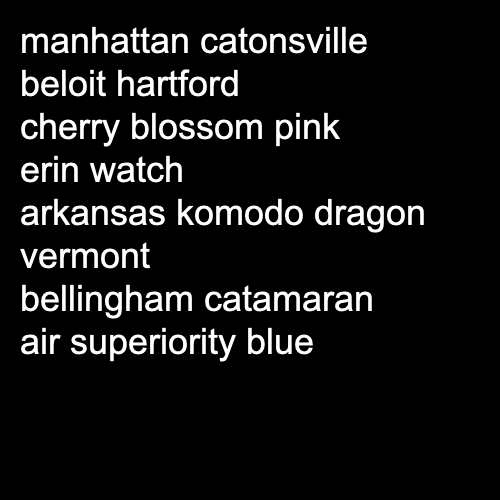 manhattan catonsville
beloit hartford
cherry blossom pink
erin watch
arkansas komodo dragon
vermont
bellingham catamaran
air superiority blue